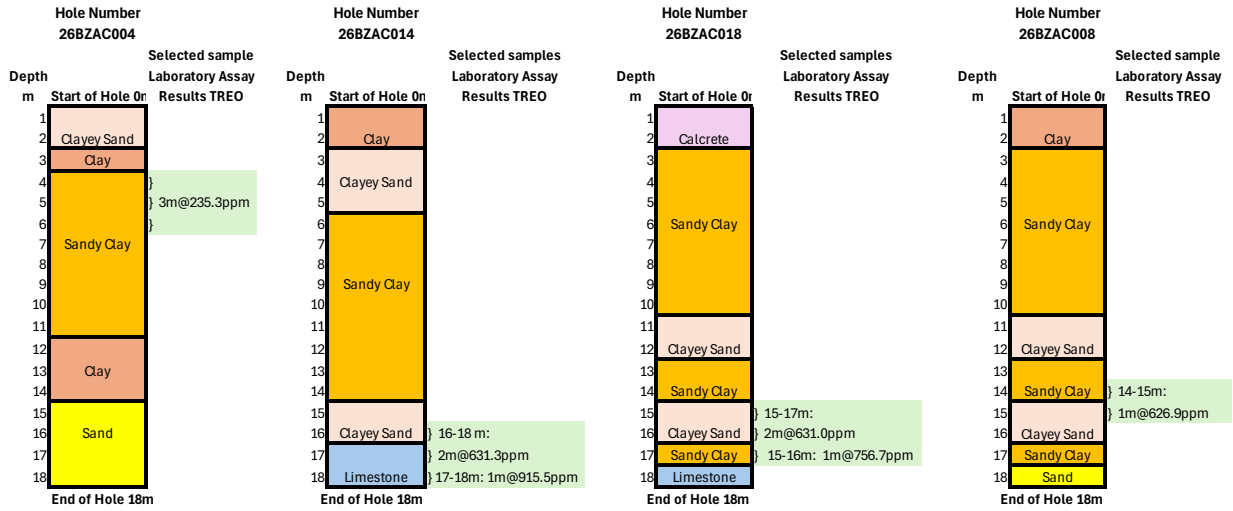 Hole Number
26BZAC004
Selected sample
Depth Laboratory Assay
m Start of Hole 0m Results TREO
1
2 Clayey Sand
3 Clay
4 }
5 } 3m@235.3ppm
6 }
7 Sandy Clay
8
9
10
11
12
13 Clay
14
15
16 Sand
17
18
End of Hole 18m
Hole Number
26BZAC014
Selected samples
Depth Laboratory Assay
m Start of Hole 0m Results TREO
1
2 Clay
3
4 Clayey Sand
5
6
7
8
9 Sandy Clay
10
11
12
13
14
15
16 Clayey Sand } 16-18 m:
17 } 2m@631.3ppm
18 Limestone } 17-18m: 1m@915.5ppm
End of Hole 18m
Hole Number
26BZAC018
Selected samples
Depth Laboratory Assay
m Start of Hole 0m Results TREO
1
2 Calcrete
3
4
5
6 Sandy Clay
7
8
9
10
11
12 Clayey Sand
13
14 Sandy Clay
15 } 15-17m:
16 Clayey Sand } 2m@631.0ppm
17 Sandy Clay } 15-16m: 1m@756.7ppm
18 Limestone
End of Hole 18m
Hole Number
26BZAC008
Selected sample
Depth Laboratory Assay
m Start of Hole 0m Results TREO
1
2 Clay
3
4
5
6 Sandy Clay
7
8
9
10
11
12 Clayey Sand
13
14 Sandy Clay } 14-15m:
15 } 1m@626.9ppm
16 Clayey Sand
17 Sandy Clay
18 Sand
End of Hole 18m